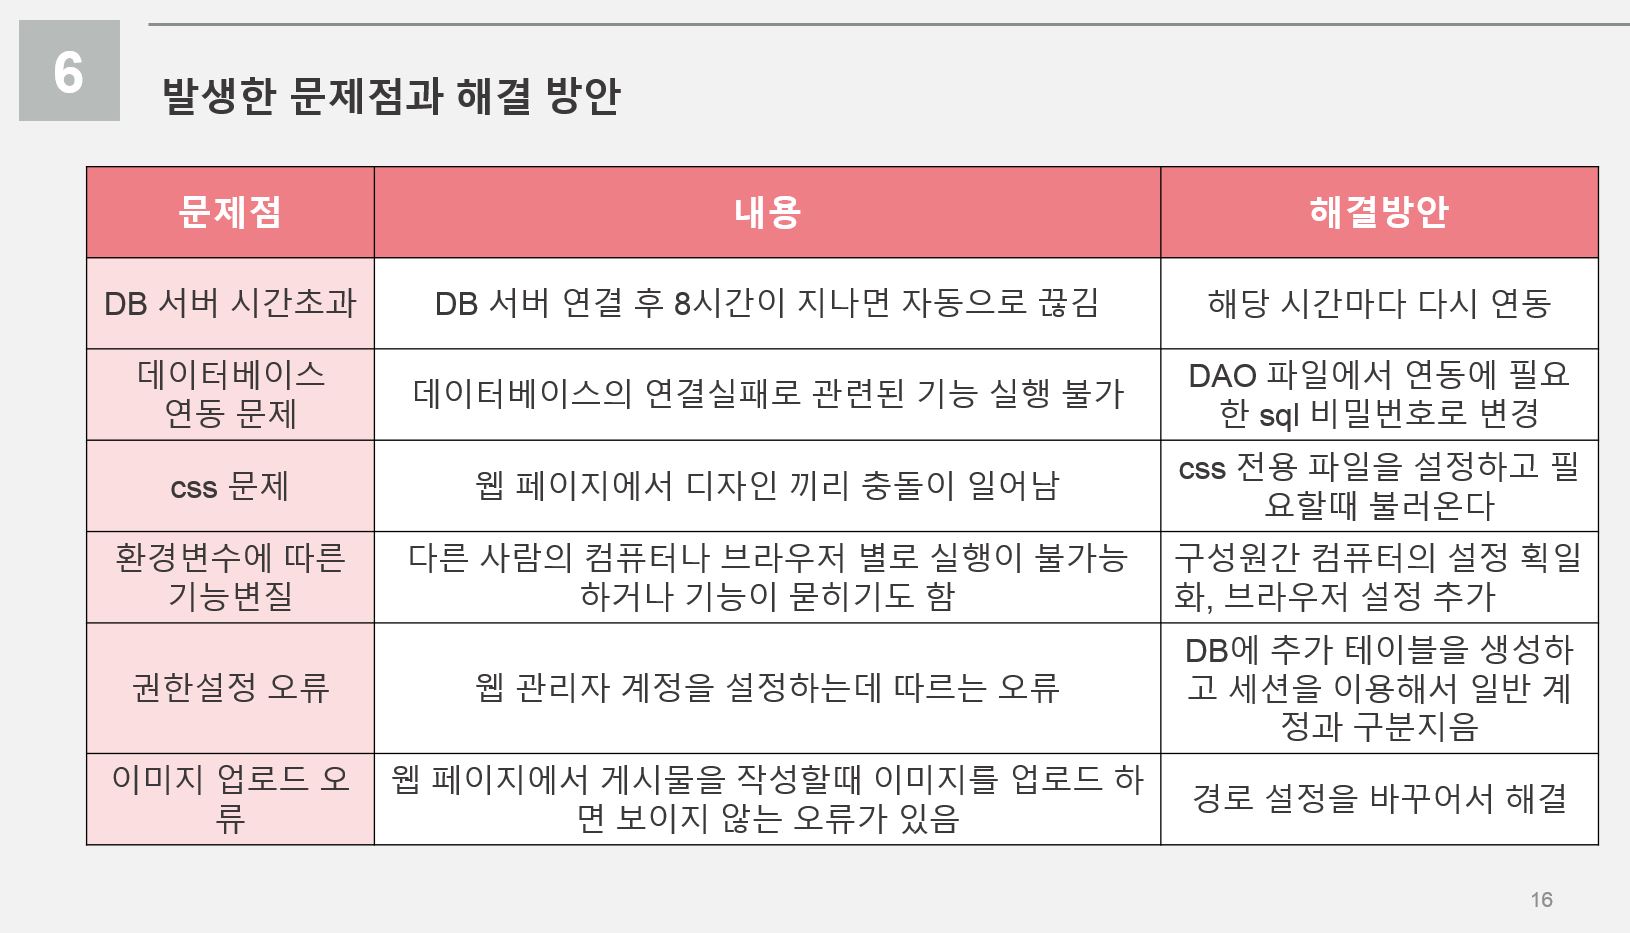 6
발생한 문제점과 해결 방안
문제점
내용
해결방안
DB 서버 시간초과
DB 서버 연결 후 8시간이 지나면 자동으로 끊김
해당 시간마다 다시 연동
데이터베이스
연동 문제
데이터베이스의 연결실패로 관련된 기능 실행 불가
DAO 파일에서 연동에 필요
한 sql 비밀번호로 변경
css 문제
웹 페이지에서 디자인 끼리 충돌이 일어남
css 전용 파일을 설정하고 필
요할때 불러온다
환경변수에 따른
기능변질
다른 사람의 컴퓨터나 브라우저 별로 실행이 불가능
하거나 기능이 묻히기도 함
구성원간 컴퓨터의 설정 획일
화, 브라우저 설정 추가
권한설정 오류
웹 관리자 계정을 설정하는데 따르는 오류
DB에 추가 테이블을 생성하
고 세션을 이용해서 일반 계
정과 구분지음
이미지 업로드 오
류
웹 페이지에서 게시물을 작성할때 이미지를 업로드 하
면 보이지 않는 오류가 있음
경로 설정을 바꾸어서 해결
16